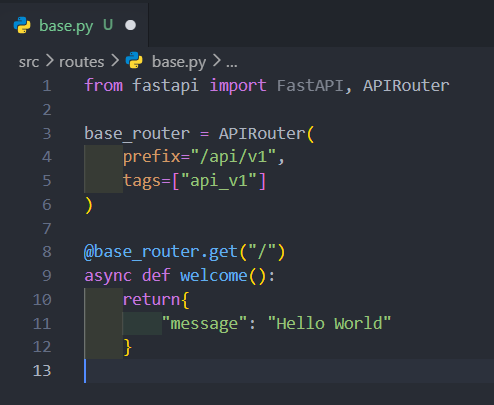 base.py U
src > routes > base.py > ...
1 from fastapi import FastAPI, APIRouter
2
3 base_router = APIRouter(
4     prefix="/api/v1",
5     tags=["api_v1"]
6 )
7
8 @base_router.get("/")
9 async def welcome():
10     return{
11         "message": "Hello World"
12     }
13